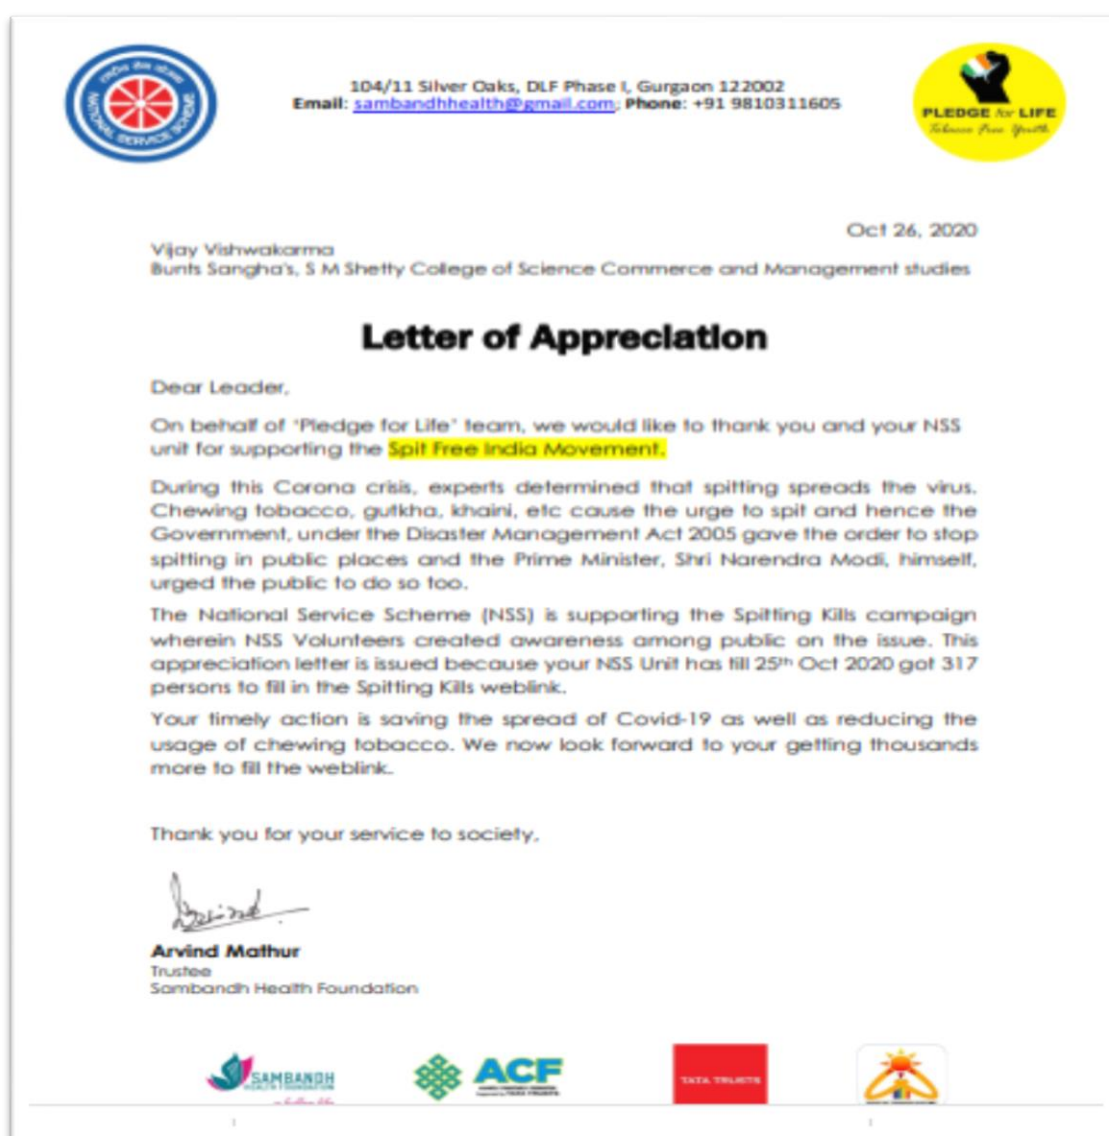 राष्ट्रीय सेवा योजना
NATIONAL SERVICE SCHEME
104/11 Silver Oaks, DLF Phase I, Gurgaon 122002
Email: sambandhhealth@gmail.com; Phone: +91 9810311605
PLEDGE for LIFE
Tobacco Free Youth
Oct 26, 2020
Vijay Vishwakarma
Bunts Sangha's, S M Shetty College of Science Commerce and Management studies
Letter of Appreciation
Dear Leader,
On behalf of "Pledge for Life" team, we would like to thank you and your NSS
unit for supporting the Spit Free India Movement.
During this Corona crisis, experts determined that spitting spreads the virus.
Chewing tobacco, gutkha, khaini, etc cause the urge to spit and hence the
Government, under the Disaster Management Act 2005 gave the order to stop
spitting in public places and the Prime Minister, Shri Narendra Modi, himself,
urged the public to do so too.
The National Service Scheme (NSS) is supporting the Spitting Kills campaign
wherein NSS Volunteers created awareness among public on the issue. This
appreciation letter is issued because your NSS Unit has till 25th Oct 2020 got 317
persons to fill in the Spitting Kills weblink.
Your timely action is saving the spread of Covid-19 as well as reducing the
usage of chewing tobacco. We now look forward to your getting thousands
more to fill the weblink.
Thank you for your service to society,
Arvind
Arvind Mathur
Trustee
Sambandh Health Foundation
SAMBANDH
HEALTH FOUNDATION
ACF
TATA TRUSTS